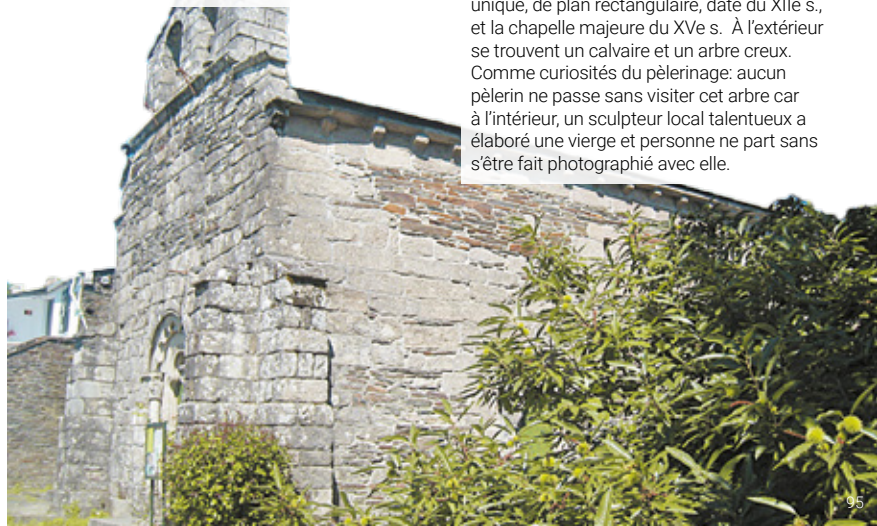 unique, de plan rectangulaire, date du XIIe s.,
et la chapelle majeure du XVe s. À l'extérieur
se trouvent un calvaire et un arbre creux.
Comme curiosités du pèlerinage: aucun
pèlerin ne passe sans visiter cet arbre car
à l'intérieur, un sculpteur local talentueux a
élaboré une vierge et personne ne part sans
s'être fait photographié avec elle.
95